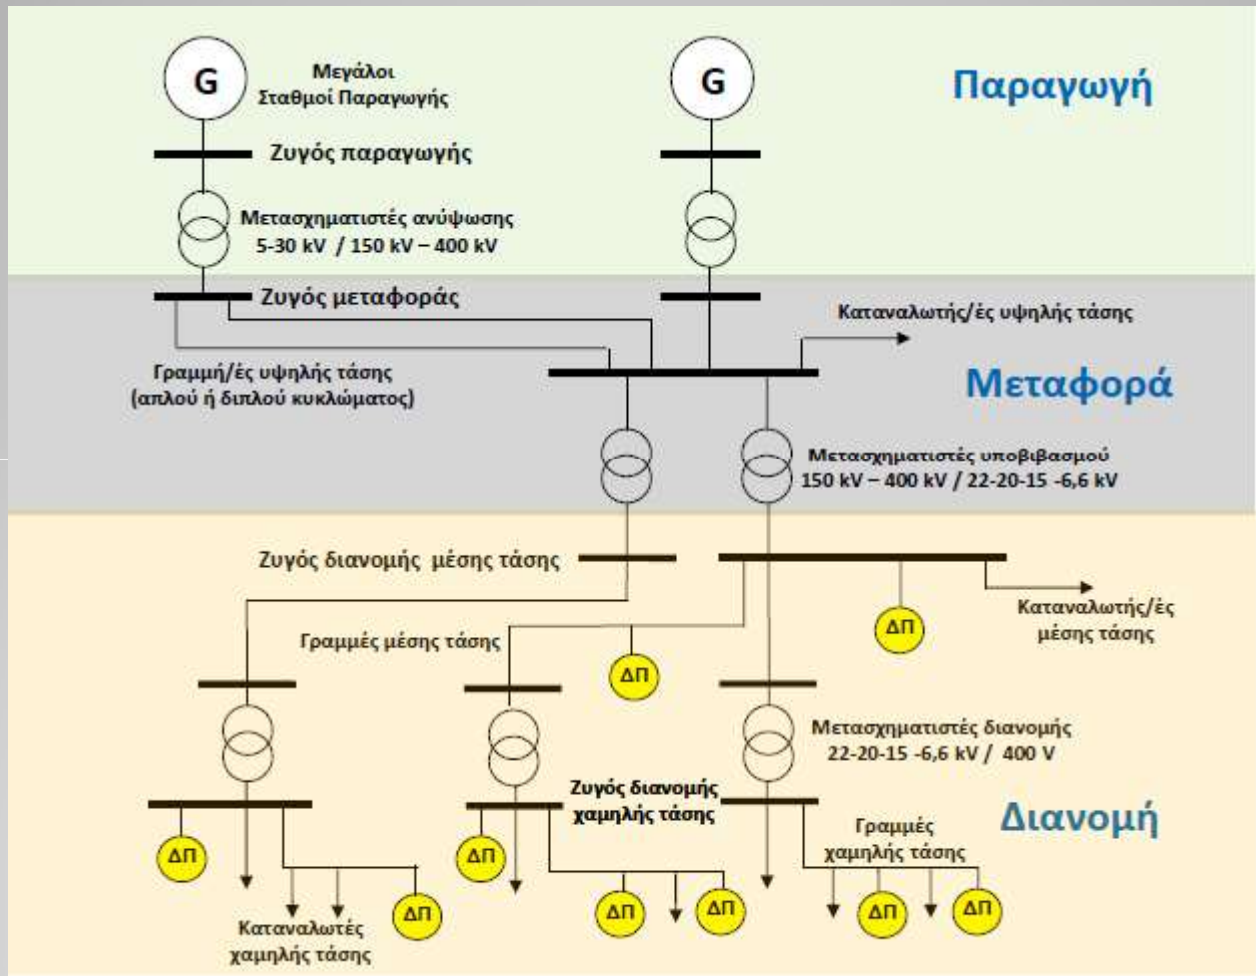 G
Μεγάλοι
Σταθμοί Παραγωγής
G
Παραγωγή
Ζυγός παραγωγής
Μετασχηματιστές ανύψωσης
5-30 kV / 150 kV – 400 kV
Ζυγός μεταφοράς
Καταναλωτής/ές υψηλής τάσης
Γραμμή/ές υψηλής τάσης
(απλού ή διπλού κυκλώματος)
Μεταφορά
Μετασχηματιστές υποβιβασμού
150 kV – 400 kV / 22-20-15 -6,6 kV
Ζυγός διανομής μέσης τάσης
Καταναλωτής/ές
μέσης τάσης
ΔΠ
Γραμμές μέσης τάσης
ΔΠ
Μετασχηματιστές διανομής
22-20-15 -6,6 kV / 400 V
Ζυγός διανομής
χαμηλής τάσης
Διανομή
Γραμμές
χαμηλής τάσης
ΔΠ
ΔΠ
ΔΠ
ΔΠ
ΔΠ
ΔΠ
ΔΠ
Καταναλωτές
χαμηλής τάσης